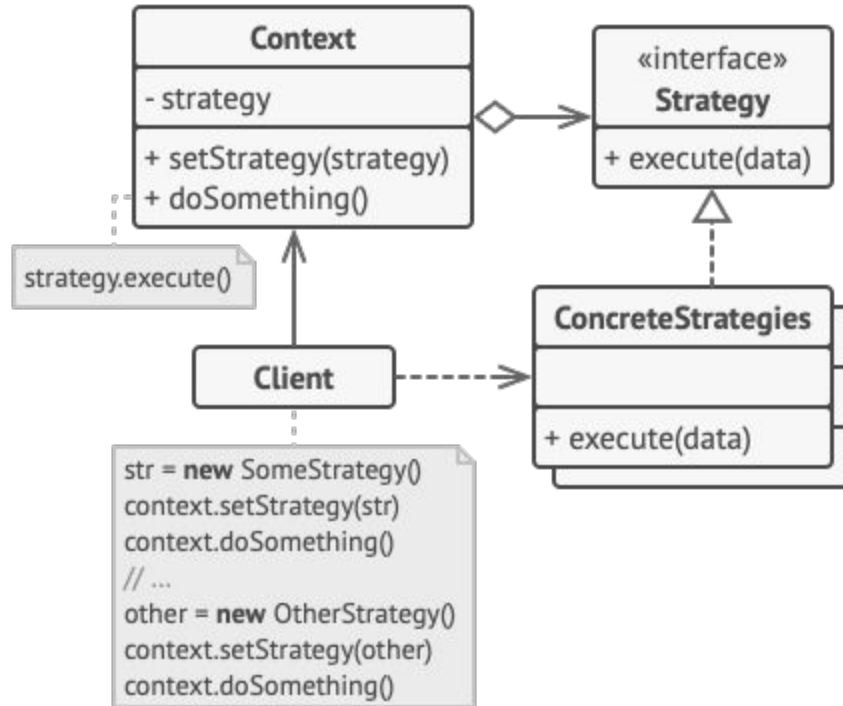 Context
- strategy
+ setStrategy(strategy)
+ doSomething()
strategy.execute()
«interface»
Strategy
+ execute(data)
ConcreteStrategies
+ execute(data)
Client
str = new SomeStrategy()
context.setStrategy(str)
context.doSomething()
// ...
other = new OtherStrategy()
context.setStrategy(other)
context.doSomething()